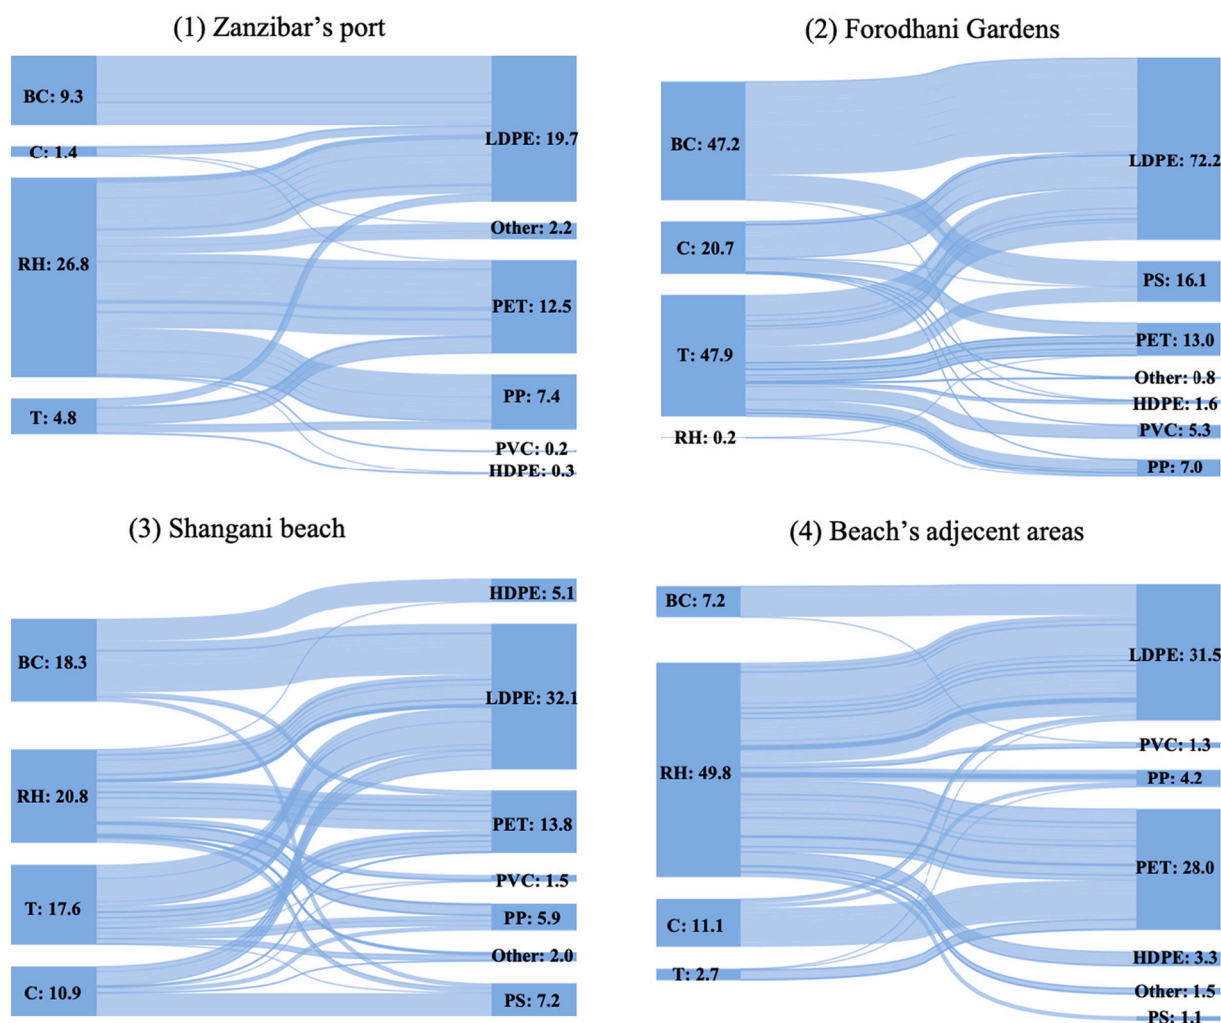 (1) Zanzibar’s port
BC: 9.3
C: 1.4
RH: 26.8
T: 4.8
LDPE: 19.7
Other: 2.2
PET: 12.5
PP: 7.4
PVC: 0.2
HDPE: 0.3
(2) Forodhani Gardens
BC: 47.2
C: 20.7
T: 47.9
RH: 0.2
LDPE: 72.2
PS: 16.1
PET: 13.0
Other: 0.8
HDPE: 1.6
PVC: 5.3
PP: 7.0
(3) Shangani beach
BC: 18.3
RH: 20.8
T: 17.6
C: 10.9
HDPE: 5.1
LDPE: 32.1
PET: 13.8
PVC: 1.5
PP: 5.9
Other: 2.0
PS: 7.2
(4) Beach’s adjecent areas
BC: 7.2
RH: 49.8
C: 11.1
T: 2.7
LDPE: 31.5
PVC: 1.3
PP: 4.2
PET: 28.0
HDPE: 3.3
Other: 1.5
PS: 1.1